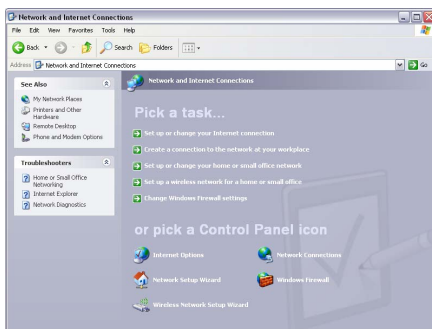 Network and Internet Connections
File Edit View Favorites Tools Help
Back Search Folders
Address Network and Internet Connections Go
See Also
My Network Places
Printers and Other
Hardware
Remote Desktop
Phone and Modem Options
Troubleshooters
Home or Small Office
Networking
Internet Explorer
Network Diagnostics
Network and Internet Connections
Pick a task...
Set up or change your Internet connection
Create a connection to the network at your workplace
Set up or change your home or small office network
Set up a wireless network for a home or small office
Change Windows Firewall settings
or pick a Control Panel icon
Internet Options Network Connections
Network Setup Wizard Windows Firewall
Wireless Network Setup Wizard